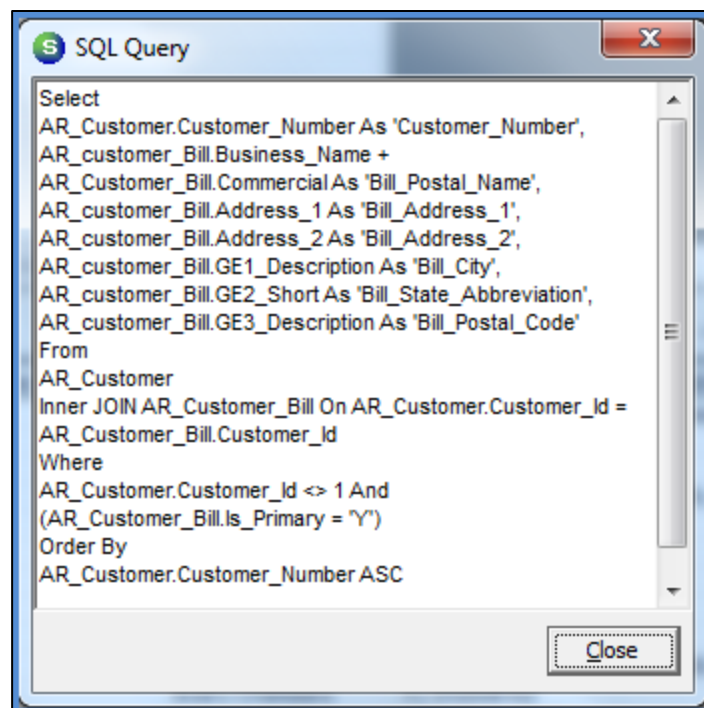 S SQL Query
Select
AR_Customer.Customer_Number As 'Customer_Number',
AR_customer_Bill.Business_Name +
AR_Customer_Bill.Commercial As 'Bill_Postal_Name',
AR_customer_Bill.Address_1 As 'Bill_Address_1',
AR_customer_Bill.Address_2 As 'Bill_Address_2',
AR_customer_Bill.GE1_Description As 'Bill_City',
AR_customer_Bill.GE2_Short As 'Bill_State_Abbreviation',
AR_customer_Bill.GE3_Description As 'Bill_Postal_Code'
From
AR_Customer
Inner JOIN AR_Customer_Bill On AR_Customer.Customer_Id =
AR_Customer_Bill.Customer_Id
Where
AR_Customer.Customer_Id <> 1 And
(AR_Customer_Bill.Is_Primary = 'Y')
Order By
AR_Customer.Customer_Number ASC
Close